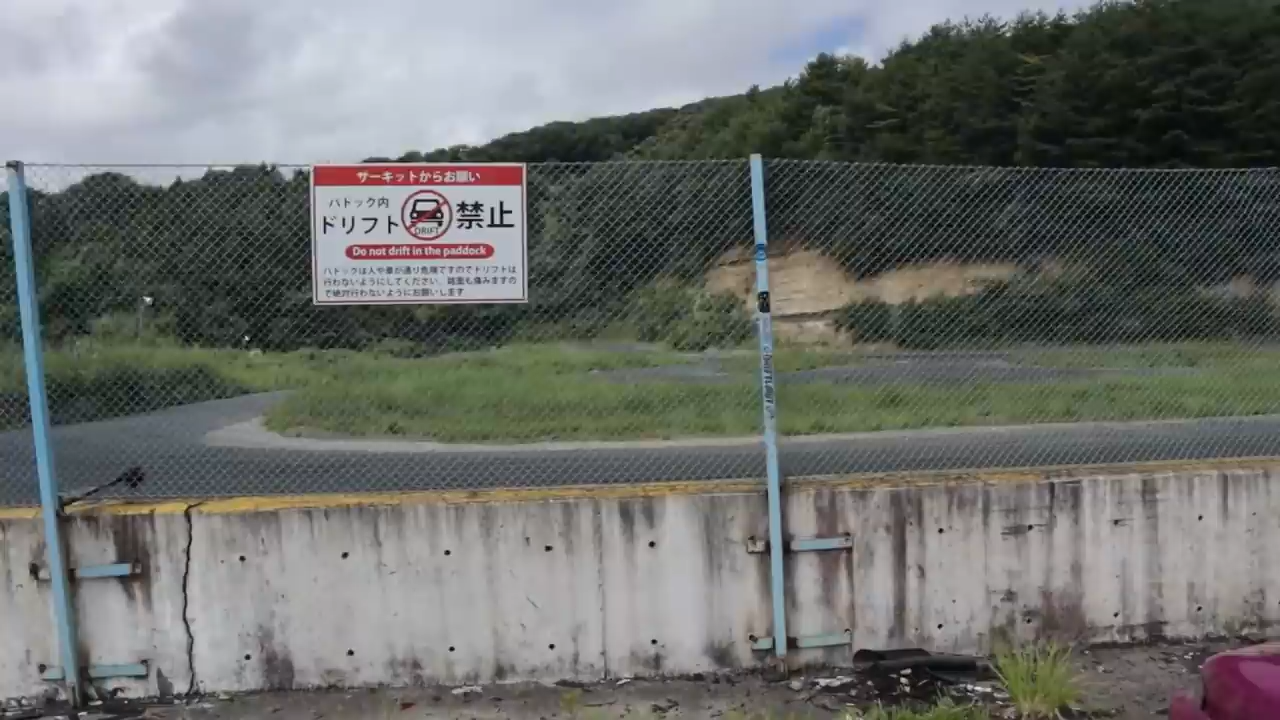 サーキットからお願い
パドック内
ドリフト禁止
DRIFT
Do not drift in the paddock
パドックは人や車が通り危険ですのでドリフトは
行わないようにしてください。路面も痛みますの
で絶対行わないようにお願いします